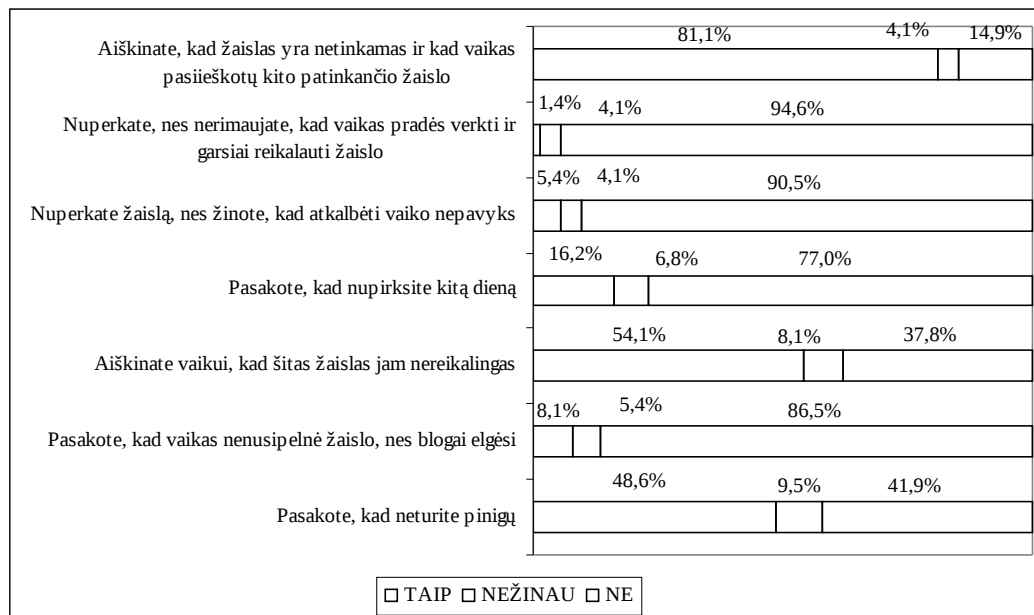 81,1% 4,1% 14,9%
Aiškinate, kad žaislas yra netinkamas ir kad vaikas
pasiieškotų kito patinkančio žaislo
1,4% 4,1% 94,6%
Nuperkate, nes nerimaujate, kad vaikas pradės verkti ir
garsiai reikalauti žaislo
5,4% 4,1% 90,5%
Nuperkate žaislą, nes žinote, kad atkalbėti vaiko nepavyks
16,2% 6,8% 77,0%
Pasakote, kad nupirksite kitą dieną
54,1% 8,1% 37,8%
Aiškinate vaikui, kad šitas žaislas jam nereikalingas
8,1% 5,4% 86,5%
Pasakote, kad vaikas nenusipelnė žaislo, nes blogai elgėsi
48,6% 9,5% 41,9%
Pasakote, kad neturite pinigų
TAIP NEŽINAU NE